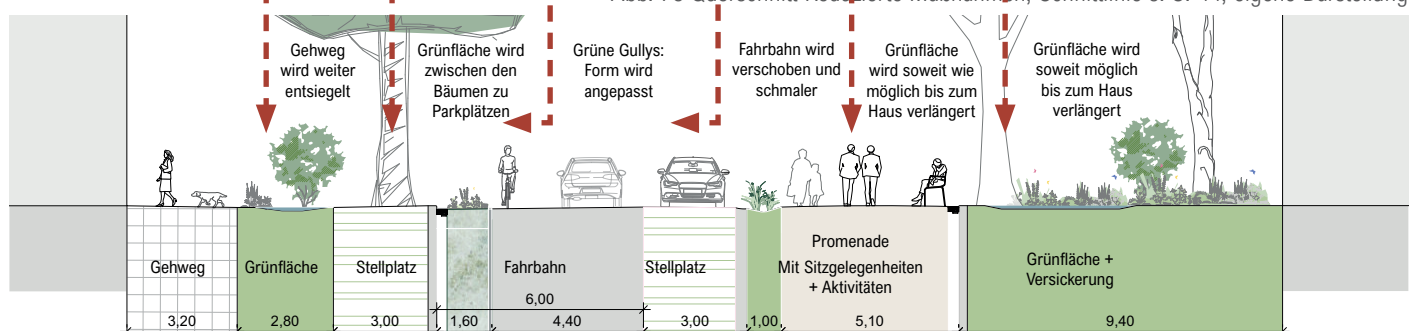 Gehweg
wird weiter
entsiegelt
Grünfläche wird
zwischen den
Bäumen zu
Parkplätzen
Grüne Gullys:
Form wird
angepasst
Fahrbahn wird
verschoben und
schmaler
Grünfläche
wird soweit wie
möglich bis zum
Haus verlängert
Grünfläche wird
soweit möglich
bis zum Haus
verlängert
Gehweg
Grünfläche
Stellplatz
Fahrbahn
Stellplatz
Promenade
Mit Sitzgelegenheiten
+ Aktivitäten
Grünfläche +
Versickerung
6,00
3,20
2,80
3,00
1,60
4,40
3,00
1,00
5,10
9,40